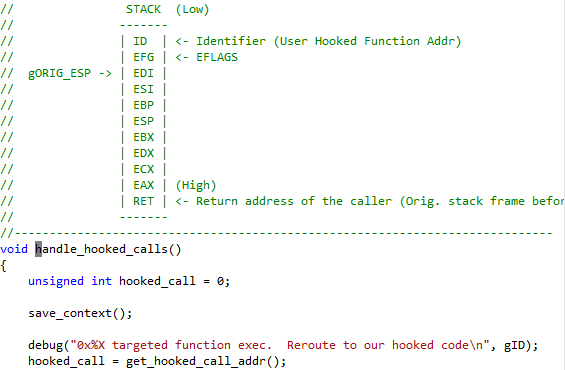 //                STACK  (Low)
//               -------
//               | ID  | <- Identifier (User Hooked Function Addr)
//               | EFG | <- EFLAGS
//  gORIG_ESP -> | EDI |
//               | ESI |
//               | EBP |
//               | ESP |
//               | EBX |
//               | EDX |
//               | ECX |
//               | EAX | (High)
//               | RET | <- Return address of the caller (Orig. stack frame befor
//               -------
//--------------------------------------------------------------------------
void handle_hooked_calls()
{
    unsigned int hooked_call = 0;
    save_context();
    debug("0x%X targeted function exec.  Reroute to our hooked code\n", gID);
    hooked_call = get_hooked_call_addr();